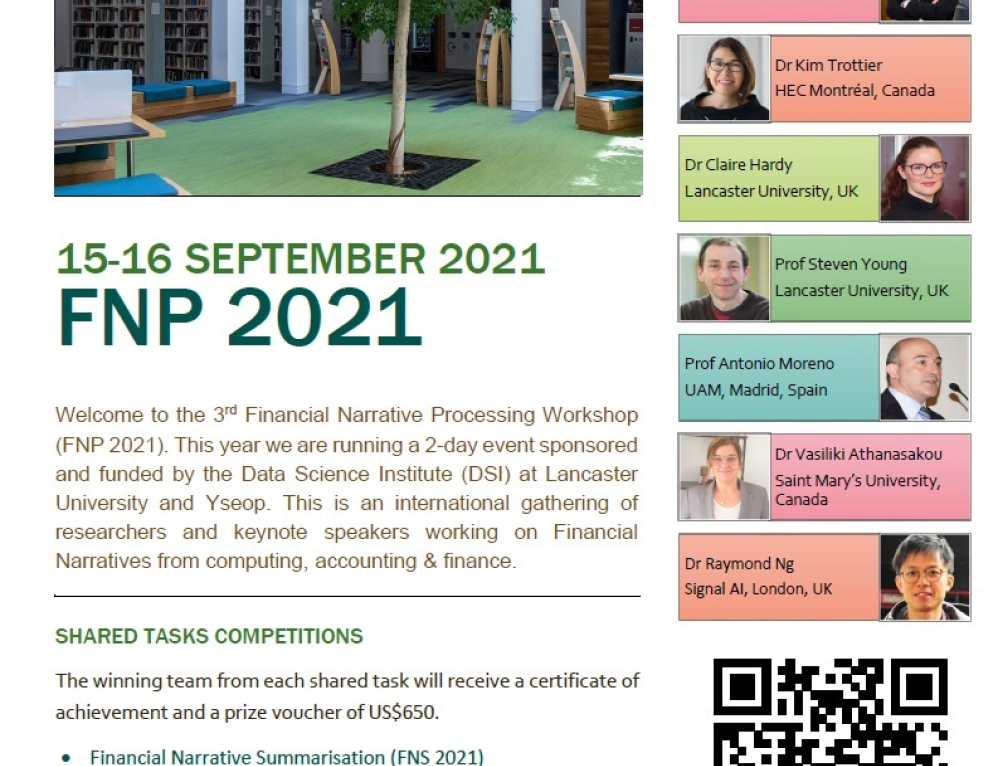 15-16 SEPTEMBER 2021
FNP 2021
Welcome to the 3rd Financial Narrative Processing Workshop
(FNP 2021). This year we are running a 2-day event sponsored
and funded by the Data Science Institute (DSI) at Lancaster
University and Yseop. This is an international gathering of
researchers and keynote speakers working on Financial
Narratives from computing, accounting & finance.
SHARED TASKS COMPETITIONS
The winning team from each shared task will receive a certificate of
achievement and a prize voucher of US$650.
• Financial Narrative Summarisation (FNS 2021)
Dr Kim Trottier
HEC Montréal, Canada
Dr Claire Hardy
Lancaster University, UK
Prof Steven Young
Lancaster University, UK
Prof Antonio Moreno
UAM, Madrid, Spain
Dr Vasiliki Athanasakou
Saint Mary's University,
Canada
Dr Raymond Ng
Signal AI, London, UK